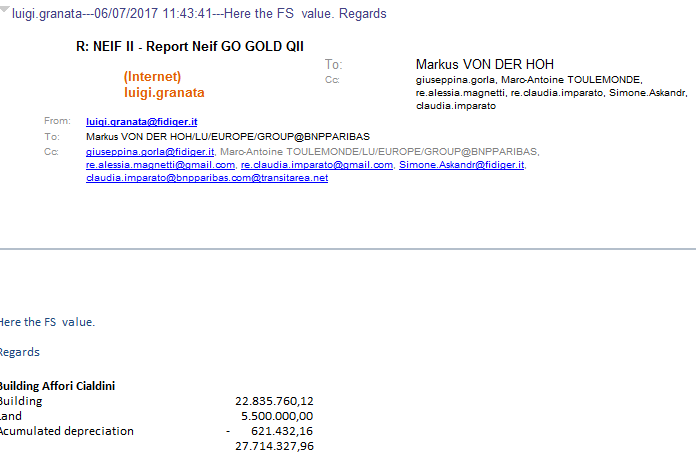 luigi.granata---06/07/2017 11:43:41---Here the FS value. Regards
R: NEIF II - Report Neif GO GOLD QII
(Internet)
luigi.granata
To: Markus VON DER HOH
Cc: giuseppina.gorla, Marc-Antoine TOULEMONDE,
re.alessia.magnetti, re.claudia.imparato, Simone.Askandr,
claudia.imparato
From: luigi.granata@fidiger.it
To: Markus VON DER HOH/LU/EUROPE/GROUP@BNPPARIBAS
Cc: giuseppina.gorla@fidiger.it, Marc-Antoine TOULEMONDE/LU/EUROPE/GROUP@BNPPARIBAS,
re.alessia.magnetti@gmail.com, re.claudia.imparato@gmail.com, Simone.Askandr@fidiger.it,
claudia.imparato@bnpparibas.com@transitarea.net
Here the FS value.
Regards
Building Affori Cialdini
Building 22.835.760,12
Land 5.500.000,00
Acumulated depreciation - 621.432,16
27.714.327,96